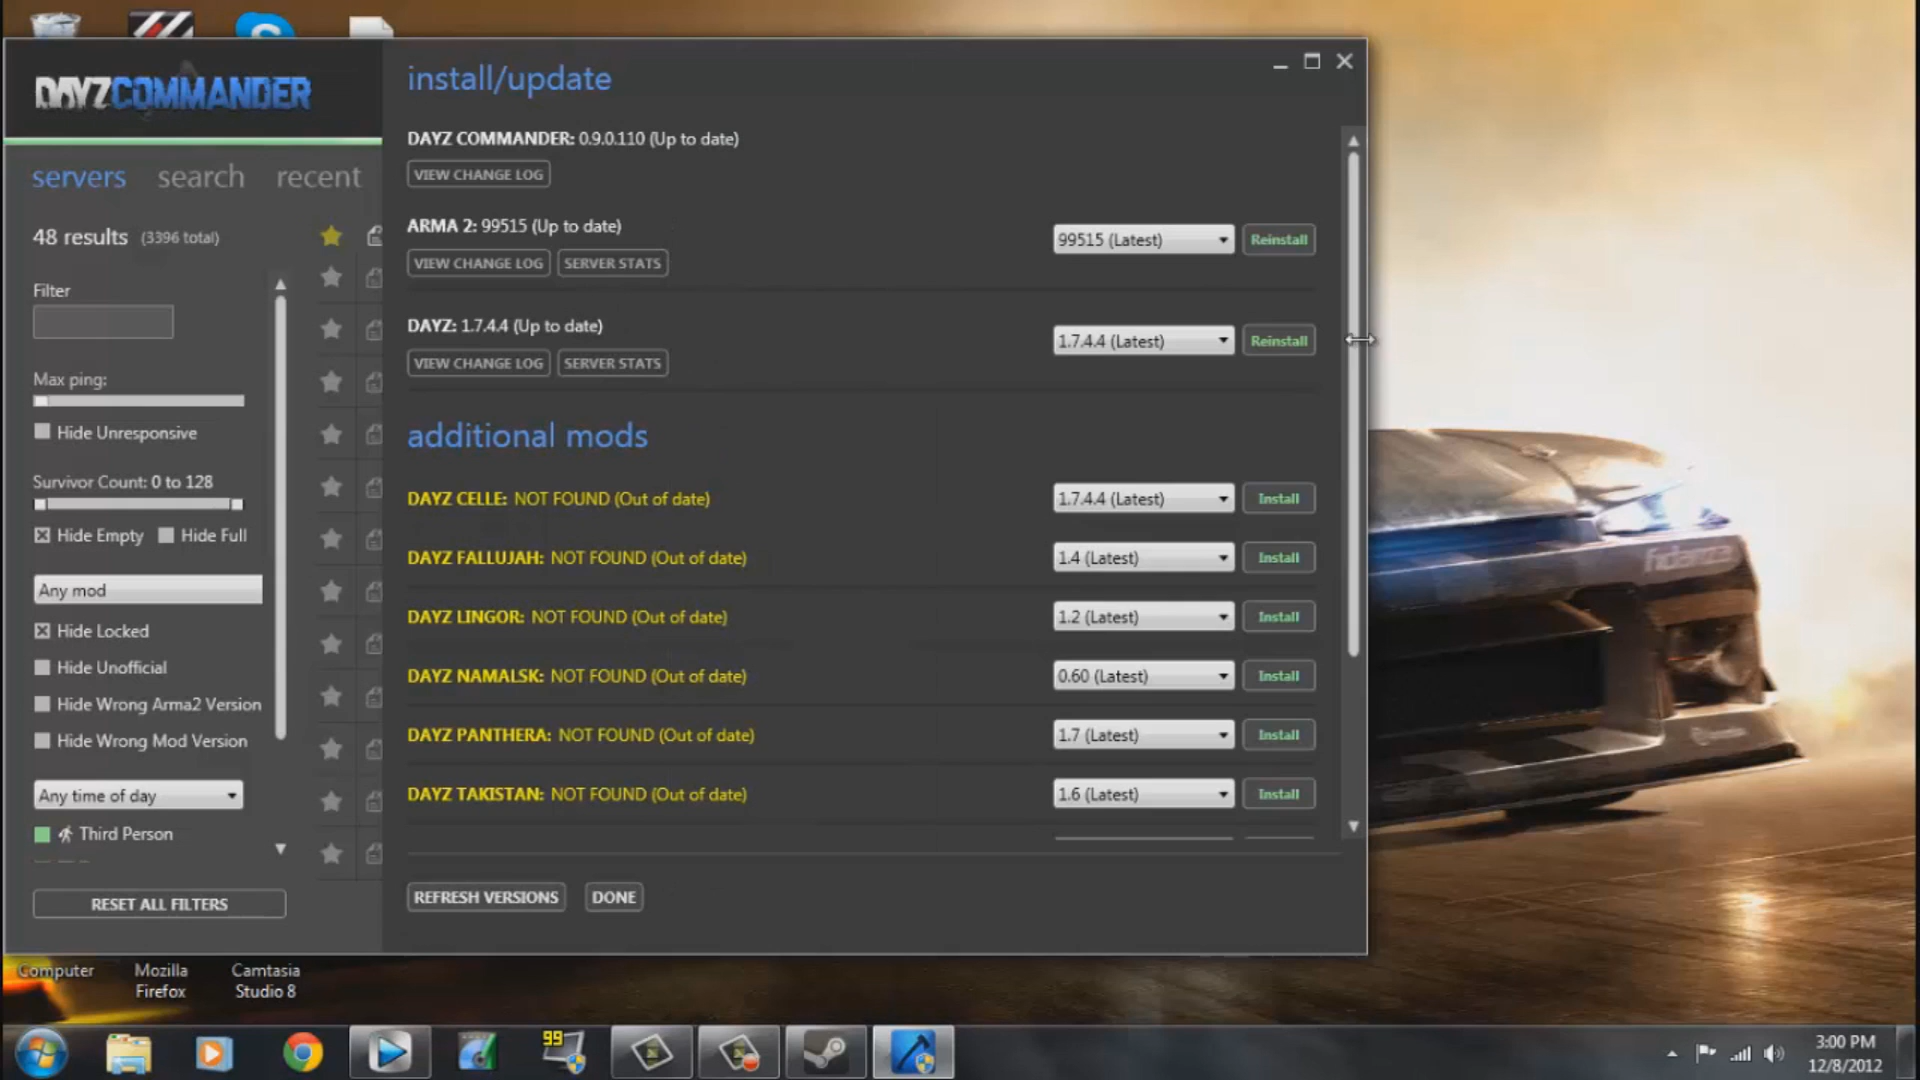 DAYZCOMMANDER
servers search recent
48 results (3396 total)
Filter
Max ping:
Hide Unresponsive
Survivor Count: 0 to 128
Hide Empty Hide Full
Any mod
Hide Locked
Hide Unofficial
Hide Wrong Arma2 Version
Hide Wrong Mod Version
Any time of day
Third Person
RESET ALL FILTERS
install/update
DAYZ COMMANDER: 0.9.0.110 (Up to date)
VIEW CHANGE LOG
ARMA 2: 99515 (Up to date)
99515 (Latest) Reinstall
VIEW CHANGE LOG SERVER STATS
DAYZ: 1.7.4.4 (Up to date)
1.7.4.4 (Latest) Reinstall
VIEW CHANGE LOG SERVER STATS
additional mods
DAYZ CELLE: NOT FOUND (Out of date) 1.7.4.4 (Latest) Install
DAYZ FALLUJAH: NOT FOUND (Out of date) 1.4 (Latest) Install
DAYZ LINGOR: NOT FOUND (Out of date) 1.2 (Latest) Install
DAYZ NAMALSK: NOT FOUND (Out of date) 0.60 (Latest) Install
DAYZ PANTHERA: NOT FOUND (Out of date) 1.7 (Latest) Install
DAYZ TAKISTAN: NOT FOUND (Out of date) 1.6 (Latest) Install
REFRESH VERSIONS DONE
fidanza
Computer
Mozilla
Firefox
Camtasia
Studio 8
99
3:00 PM
12/8/2012